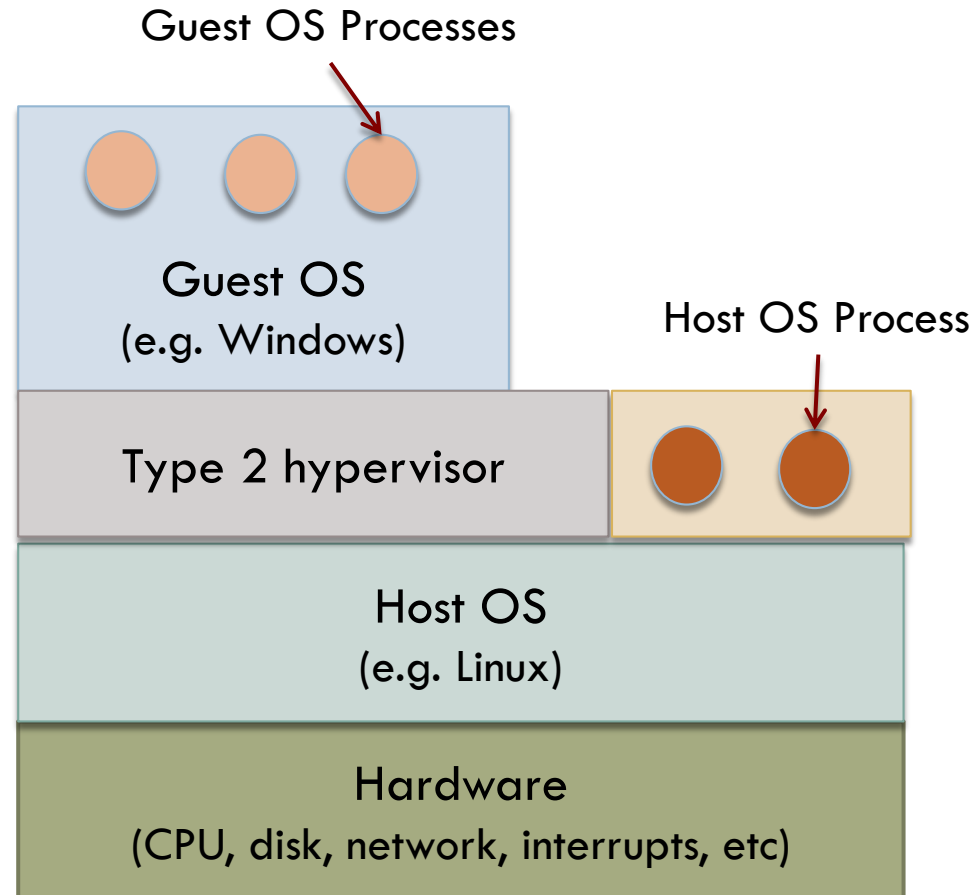 Guest OS Processes
Guest OS
(e.g. Windows)
Host OS Process
Type 2 hypervisor
Host OS
(e.g. Linux)
Hardware
(CPU, disk, network, interrupts, etc)